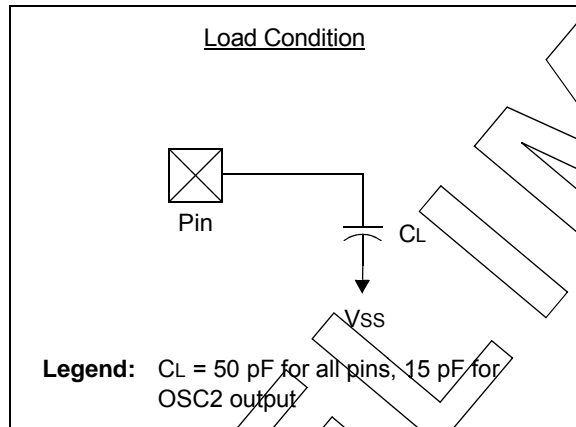 Load Condition
Pin
CL
VSS
Legend: CL = 50 pF for all pins, 15 pF for
OSC2 output